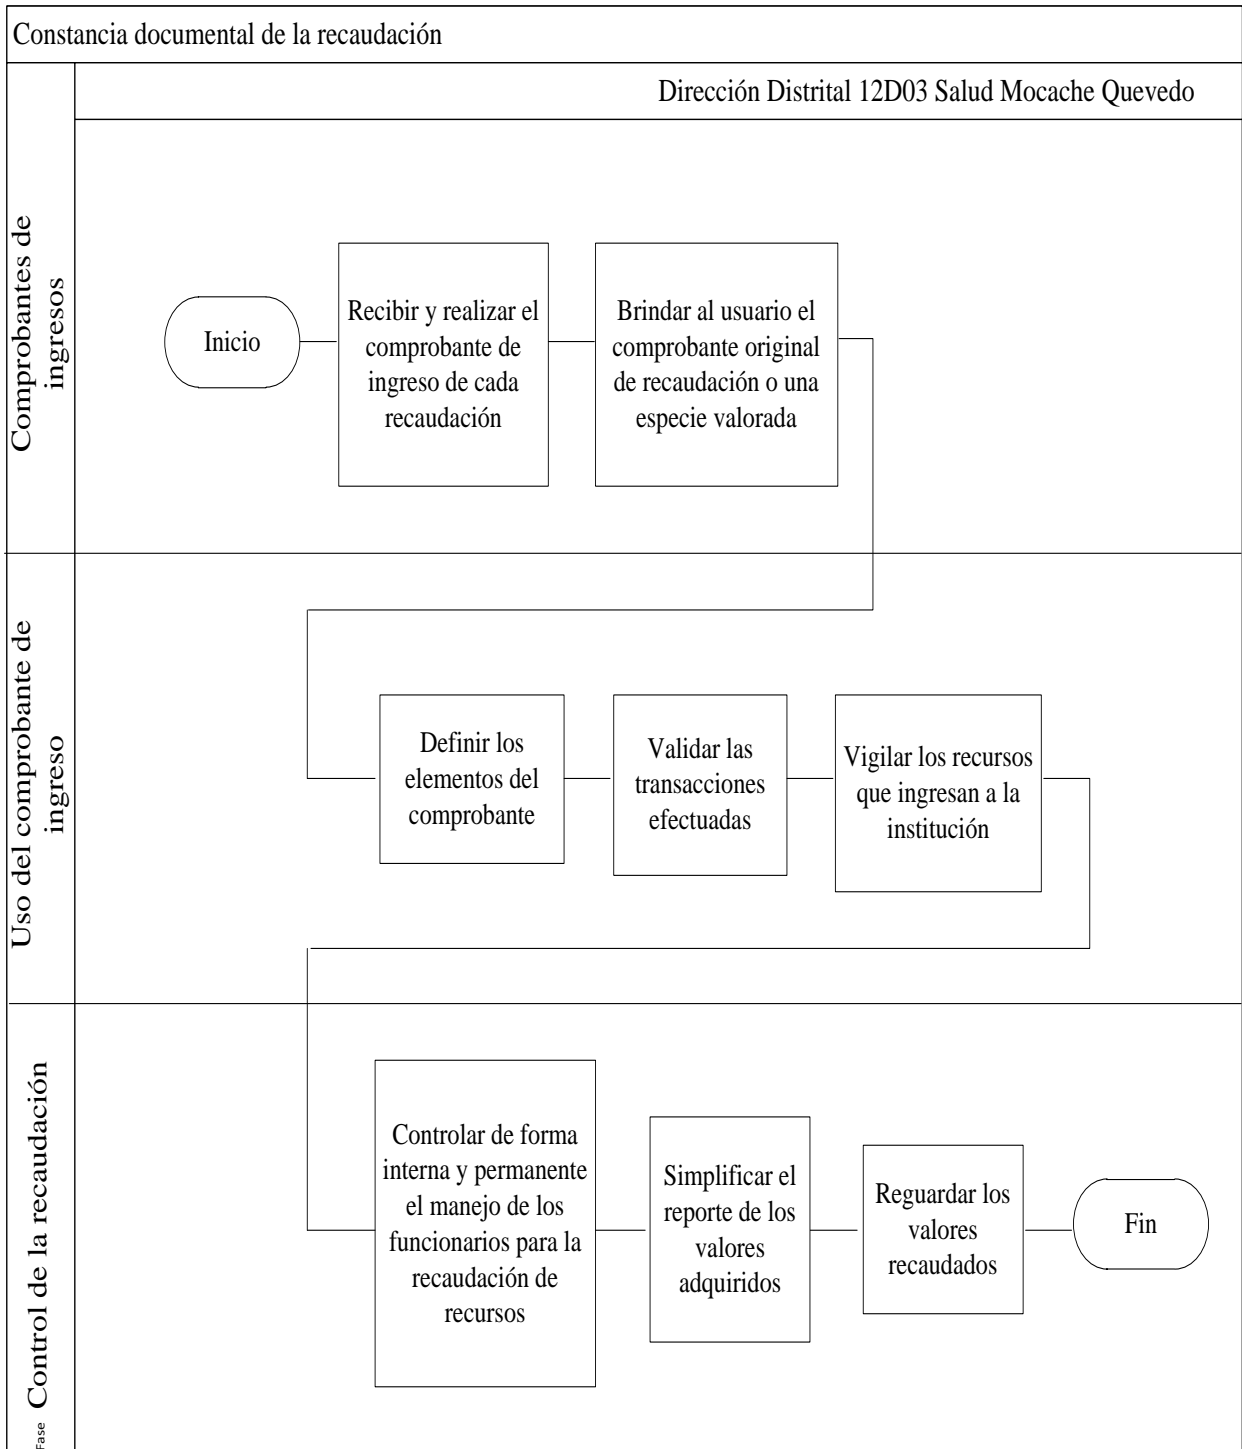 Constancia documental de la recaudación
Dirección Distrital 12D03 Salud Mocache Quevedo
Comprobantes de
ingresos
Inicio
Recibir y realizar el
comprobante de
ingreso de cada
recaudación
Brindar al usuario el
comprobante original
de recaudación o una
especie valorada
Uso del comprobante de
ingreso
Definir los
elementos del
comprobante
Validar las
transacciones
efectuadas
Vigilar los recursos
que ingresan a la
institución
Control de la recaudación
Controlar de forma
interna y permanente
el manejo de los
funcionarios para la
recaudación de
recursos
Simplificar el
reporte de los
valores
adquiridos
Reguardar los
valores
recaudados
Fin
Fase